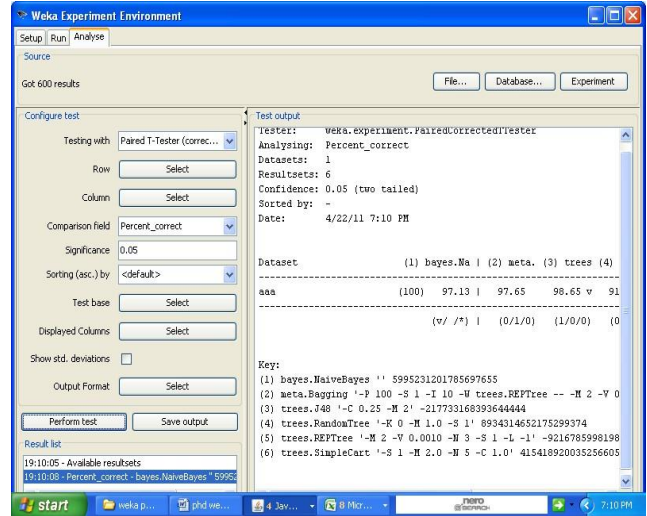 Weka Experiment Environment
Setup Run Analyse
Source
Got 600 results
File... Database... Experiment
Configure test
Testing with Paired T-Tester (correc...
Row Select
Column Select
Comparison field Percent_correct
Significance 0.05
Sorting (asc.) by <default>
Test base Select
Displayed Columns Select
Show std. deviations
Output Format Select
Perform test Save output
Result list
19:10:05 - Available resultsets
19:10:08 - Percent_correct - bayes.NaiveBayes '' 59952
Test output
Tester: weka.experiment.PairedCorrectedTTester
Analysing: Percent_correct
Datasets: 1
Resultsets: 6
Confidence: 0.05 (two tailed)
Sorted by: -
Date: 4/22/11 7:10 PM
Dataset (1) bayes.Na | (2) meta. (3) trees (4)
aaa (100) 97.13 | 97.65 98.65 v 91
(v/ /*) | (0/1/0) (1/0/0) (0
Key:
(1) bayes.NaiveBayes '' 5995231201785697655
(2) meta.Bagging '-P 100 -S 1 -I 10 -W trees.REPTree -- -M 2 -V 0
(3) trees.J48 '-C 0.25 -M 2' -217733168393644444
(4) trees.RandomTree '-K 0 -M 1.0 -S 1' 8934314652175299374
(5) trees.REPTree '-M 2 -V 0.0010 -N 3 -S 1 -L -1' -9216785998198
(6) trees.SimpleCart '-S 1 -M 2.0 -N 5 -C 1.0' 4154189200352566053
start weka p... phd we... 4 Jav... 8 Micr... nero SEARCH 7:10 PM